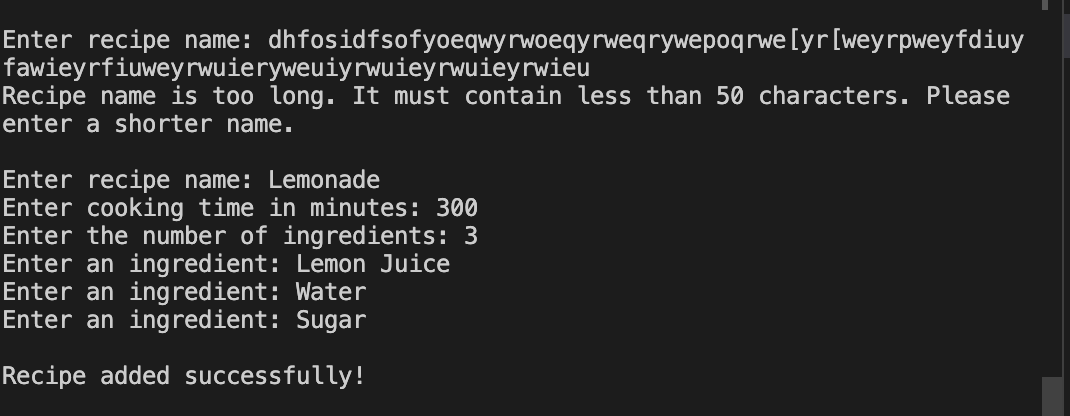 Enter recipe name: dhfosidfsofyoeqwyrwoeqyrweqrywepoqrwe[yr[weyrpweyfdiuy
fawieyrfiuweyrwuieryweuiyrwuieyrwuieyrwieu
Recipe name is too long. It must contain less than 50 characters. Please
enter a shorter name.
Enter recipe name: Lemonade
Enter cooking time in minutes: 300
Enter the number of ingredients: 3
Enter an ingredient: Lemon Juice
Enter an ingredient: Water
Enter an ingredient: Sugar
Recipe added successfully!